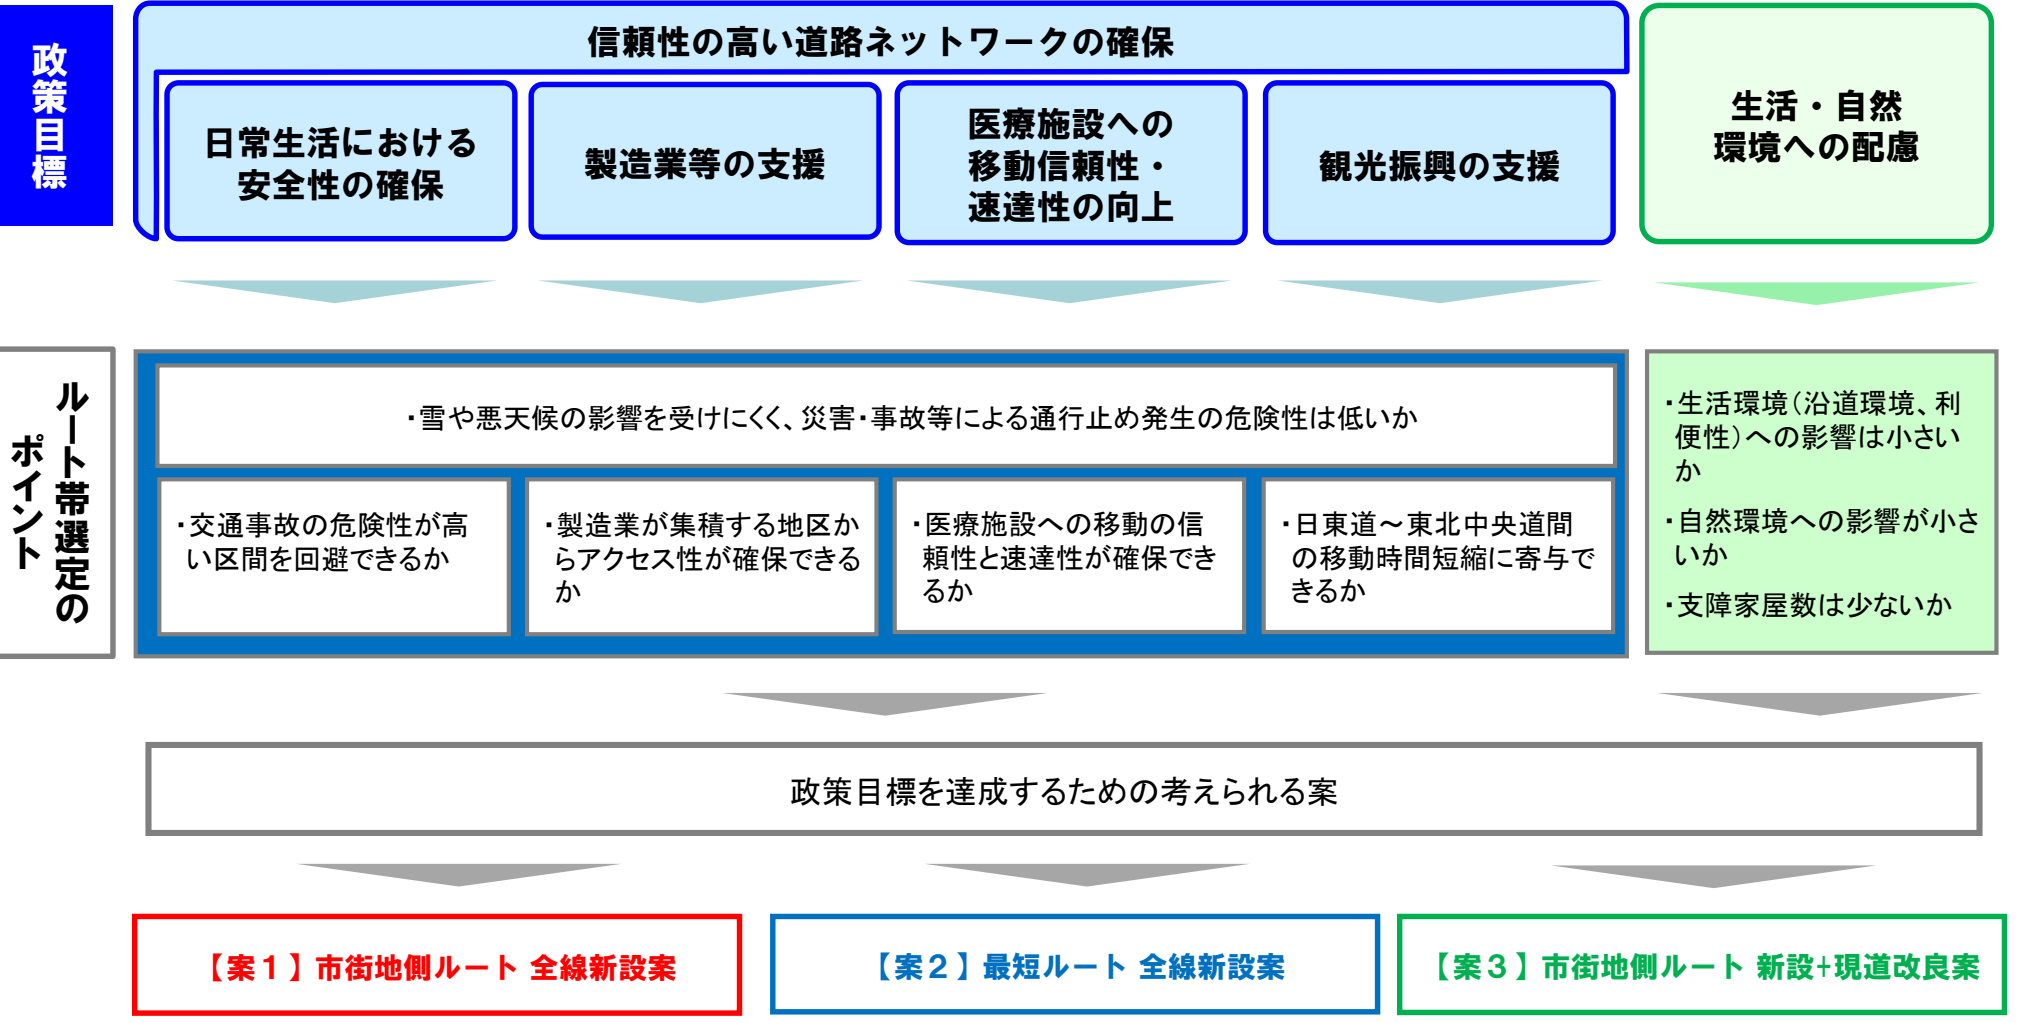 政策目標
信頼性の高い道路ネットワークの確保
日常生活における
安全性の確保
製造業等の支援
医療施設への
移動信頼性・
速達性の向上
観光振興の支援
生活・自然
環境への配慮
ルート帯選定の
ポイント
・雪や悪天候の影響を受けにくく、災害・事故等による通行止め発生の危険性は低いか
・交通事故の危険性が高
い区間を回避できるか
・製造業が集積する地区か
らアクセス性が確保できる
か
・医療施設への移動の信
頼性と速達性が確保でき
るか
・日東道～東北中央道間
の移動時間短縮に寄与で
きるか
・生活環境（沿道環境、利
便性）への影響は小さい
か
・自然環境への影響が小さ
いか
・支障家屋数は少ないか
政策目標を達成するための考えられる案
【案１】市街地側ルート 全線新設案
【案２】最短ルート 全線新設案
【案３】市街地側ルート 新設+現道改良案